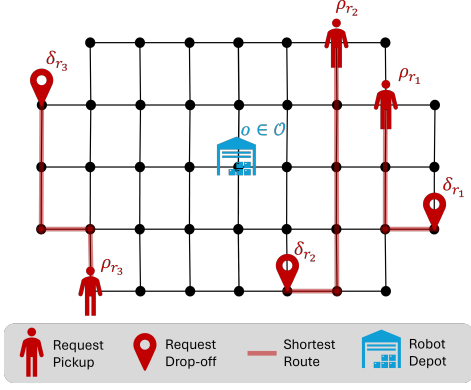 ρ_{r_2}
δ_{r_3}
ρ_{r_1}
o ∈ 𝒪
δ_{r_1}
δ_{r_2}
ρ_{r_3}
Request Pickup
Request Drop-off
Shortest Route
Robot Depot